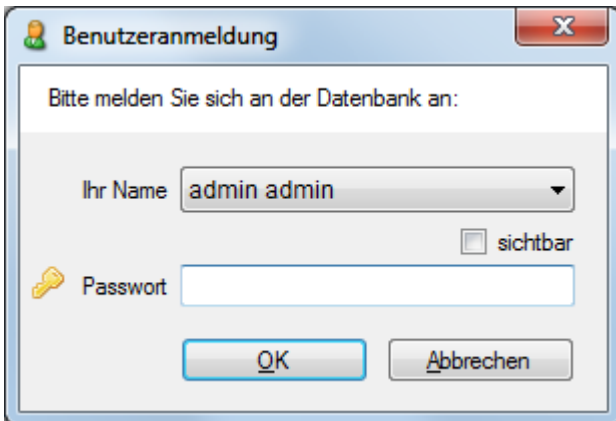 Benutzeranmeldung
Bitte melden Sie sich an der Datenbank an:
Ihr Name admin admin
sichtbar
Passwort
OK Abbrechen